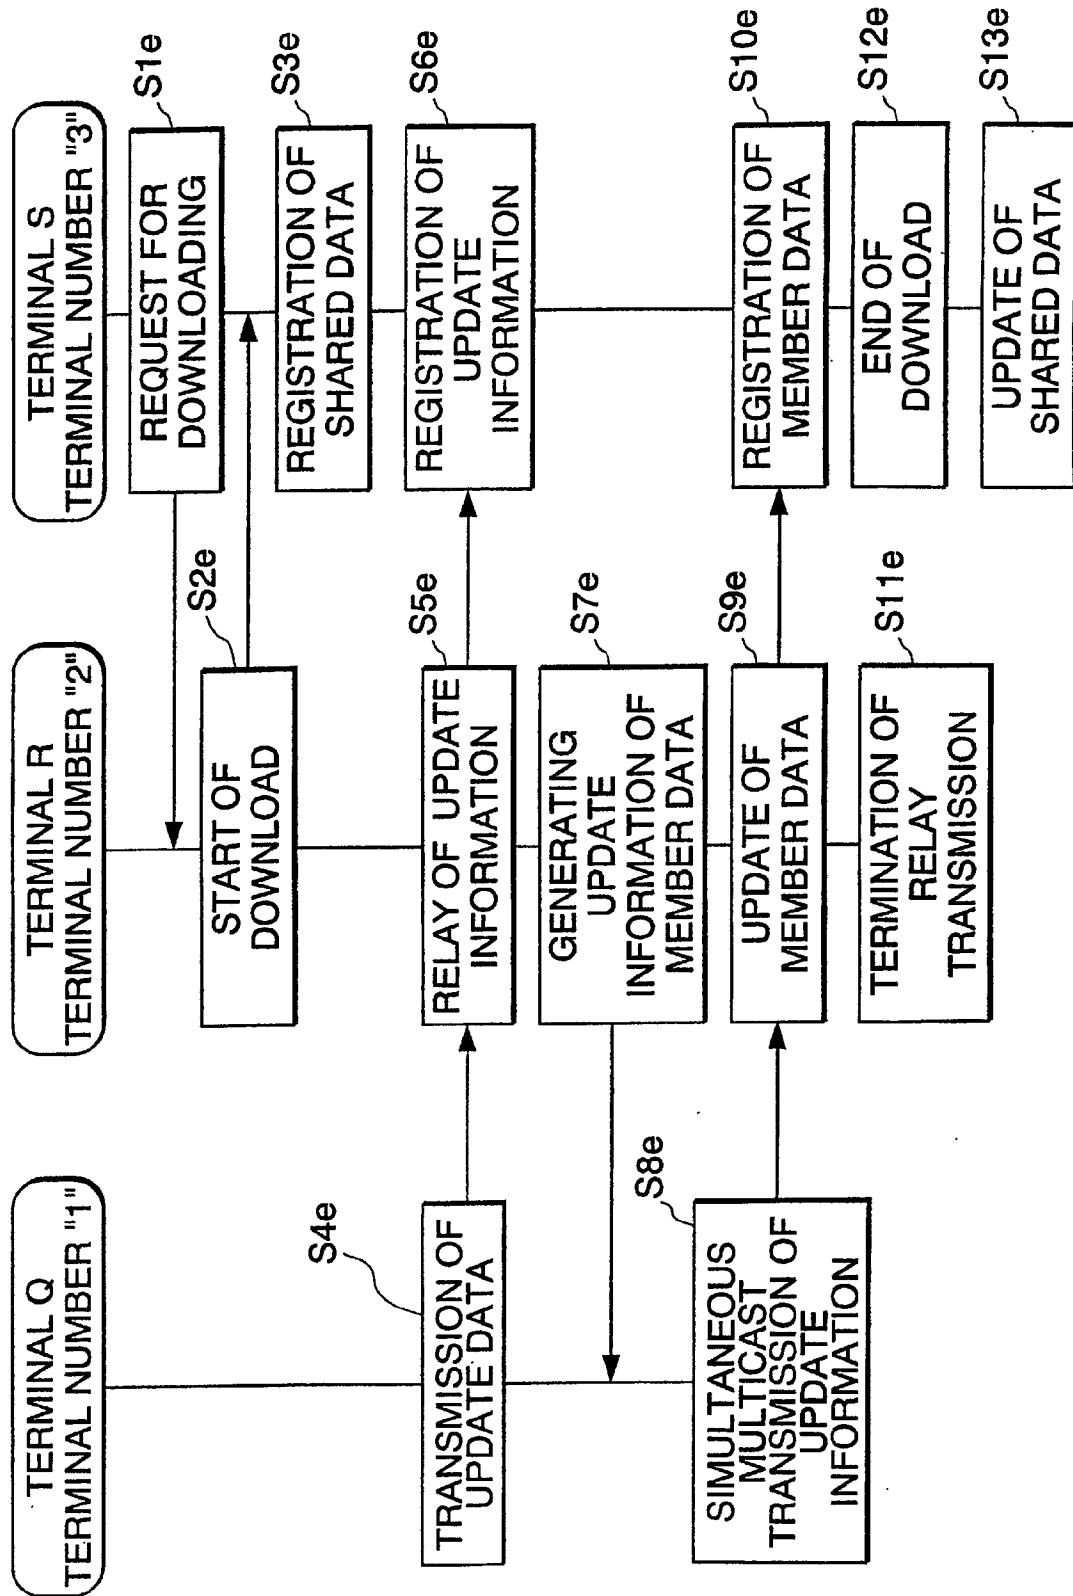 TERMINAL Q
TERMINAL NUMBER "1"
TERMINAL R
TERMINAL NUMBER "2"
TERMINAL S
TERMINAL NUMBER "3"
REQUEST FOR
DOWNLOADING
S1e
START OF
DOWNLOAD
S2e
REGISTRATION OF
SHARED DATA
S3e
TRANSMISSION OF
UPDATE DATA
S4e
RELAY OF UPDATE
INFORMATION
S5e
REGISTRATION OF
UPDATE
INFORMATION
S6e
GENERATING
UPDATE
INFORMATION OF
MEMBER DATA
S7e
SIMULTANEOUS
MULTICAST
TRANSMISSION OF
UPDATE
INFORMATION
S8e
UPDATE OF
MEMBER DATA
S9e
REGISTRATION OF
MEMBER DATA
S10e
TERMINATION OF
RELAY
TRANSMISSION
S11e
END OF
DOWNLOAD
S12e
UPDATE OF
SHARED DATA
S13e